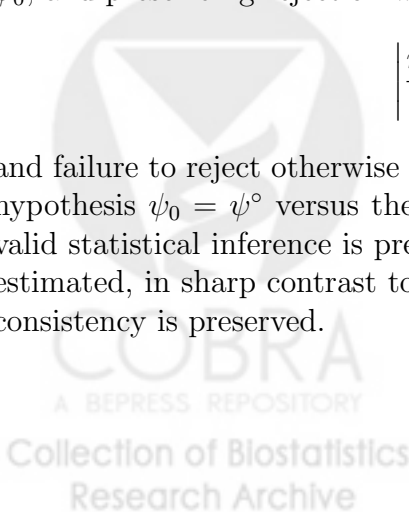 and failure to reject otherwise
hypothesis ψ₀ = ψ° versus the
valid statistical inference is pre
estimated, in sharp contrast to
consistency is preserved.
COBRA
A BEPRESS REPOSITORY
Collection of Biostatistics
Research Archive